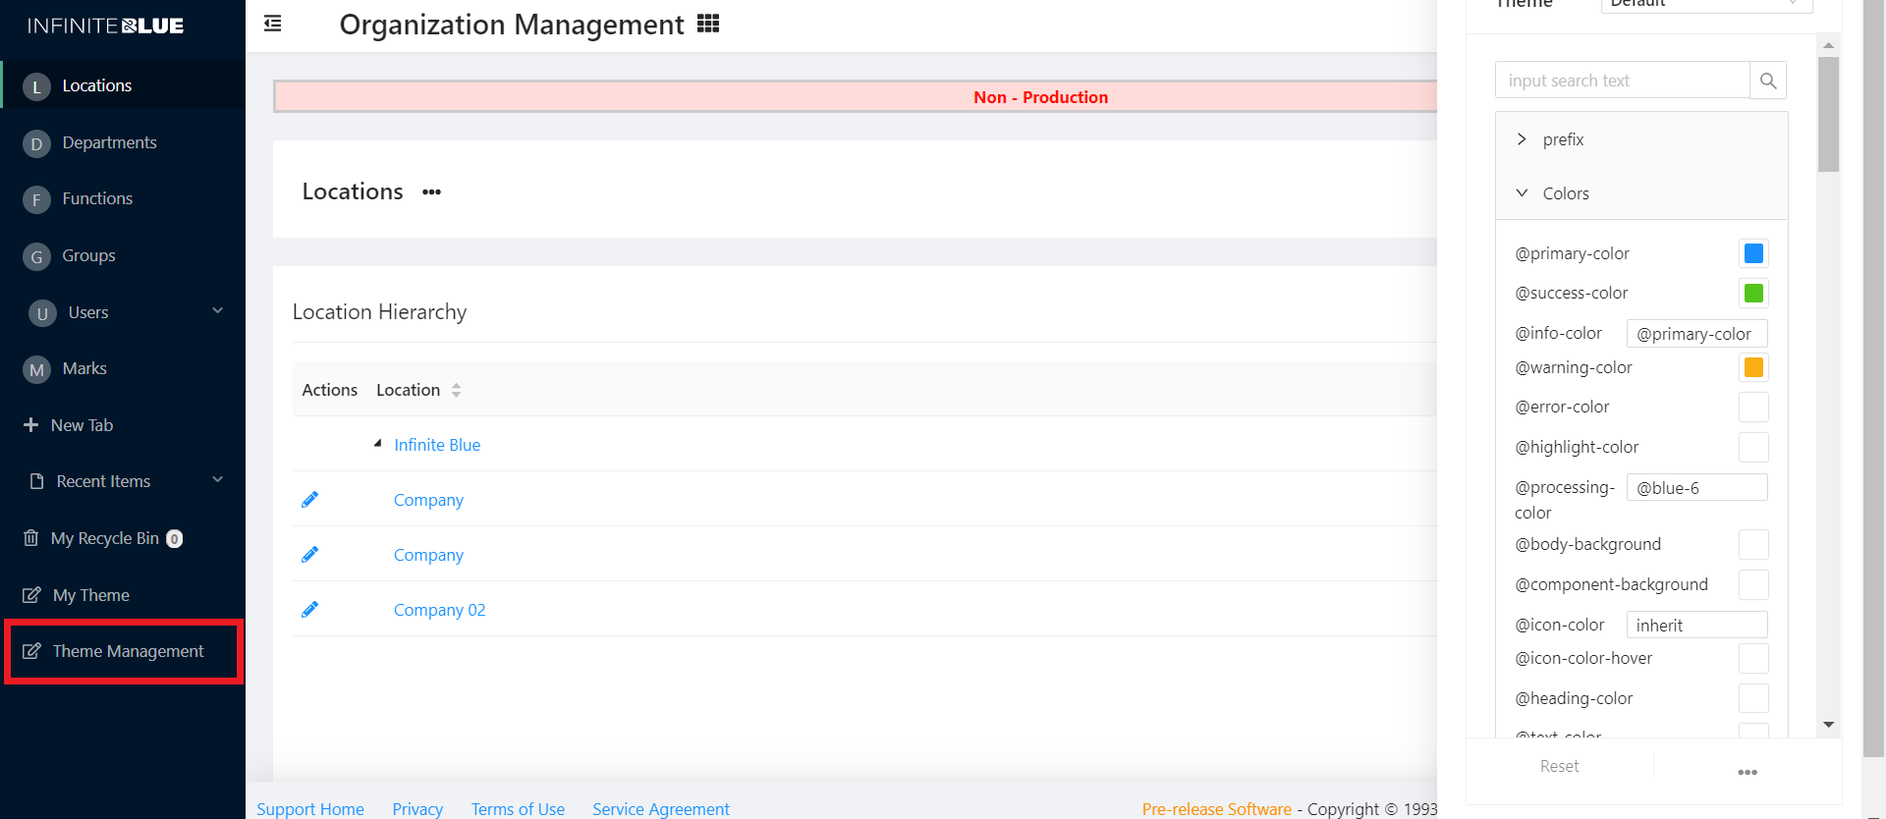 INFINITEBLUE
L Locations
D Departments
F Functions
G Groups
U Users
M Marks
New Tab
Recent Items
My Recycle Bin 0
My Theme
Theme Management
Organization Management
Non - Production
Locations
Location Hierarchy
Actions Location
Infinite Blue
Company
Company
Company 02
Support Home Privacy Terms of Use Service Agreement
Pre-release Software - Copyright © 1993
Theme Default
input search text
prefix
Colors
@primary-color
@success-color
@info-color @primary-color
@warning-color
@error-color
@highlight-color
@processing- @blue-6
color
@body-background
@component-background
@icon-color inherit
@icon-color-hover
@heading-color
@text-color
Reset